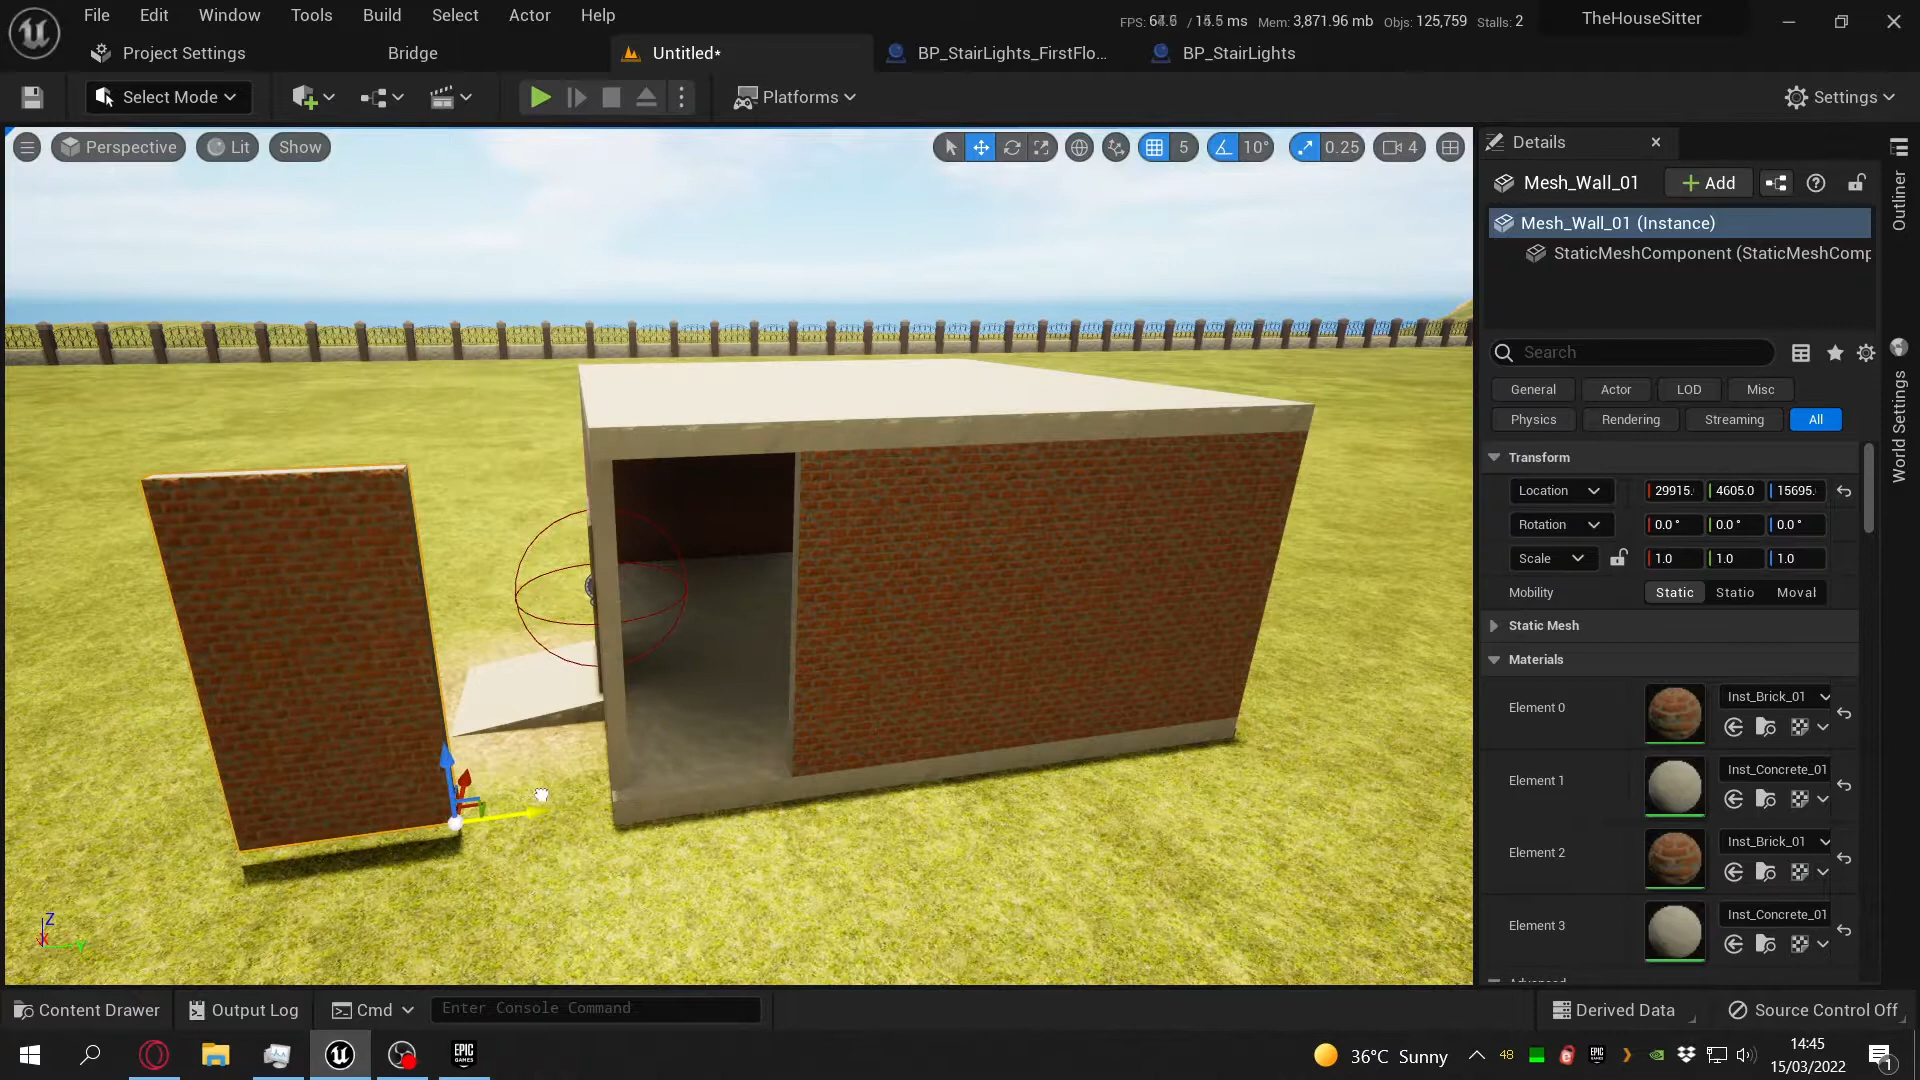 File Edit Window Tools Build Select Actor Help
ms Mem: 3,871.96 mb Objs: 125,759 Stalls: 2
TheHouseSitter
Project Settings
Bridge
Untitled*
BP_StairLights_FirstFlo...
BP_StairLights
Select Mode
Platforms
Settings
Perspective
Lit
Show
5
10°
0.25
4
Details
Mesh_Wall_01
Add
Mesh_Wall_01 (Instance)
StaticMeshComponent (StaticMeshComp
Search
General Actor LOD Misc
Physics Rendering Streaming All
Transform
Location 29915. 4605.0 15695.
Rotation 0.0° 0.0° 0.0°
Scale 1.0 1.0 1.0
Mobility Static Statio Moval
Static Mesh
Materials
Element 0
Inst_Brick_01
Element 1
Inst_Concrete_01
Element 2
Inst_Brick_01
Element 3
Inst_Concrete_01
Outliner
World Settings
Z
X
Y
Content Drawer
Output Log
Cmd
Enter Console Command
Derived Data
Source Control Off
EPIC
GAMES
36°C Sunny
48
14:45
15/03/2022
1